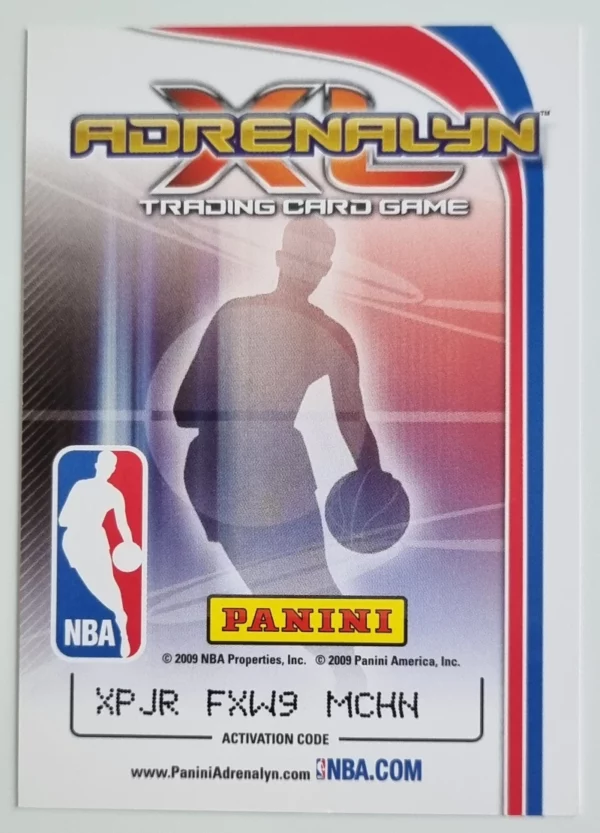 ADRENALYN XL™
TRADING CARD GAME
NBA
PANINI
© 2009 NBA Properties, Inc. © 2009 Panini America, Inc.
XPJR FXW9 MCHN
ACTIVATION CODE
www.PaniniAdrenalyn.com NBA.COM